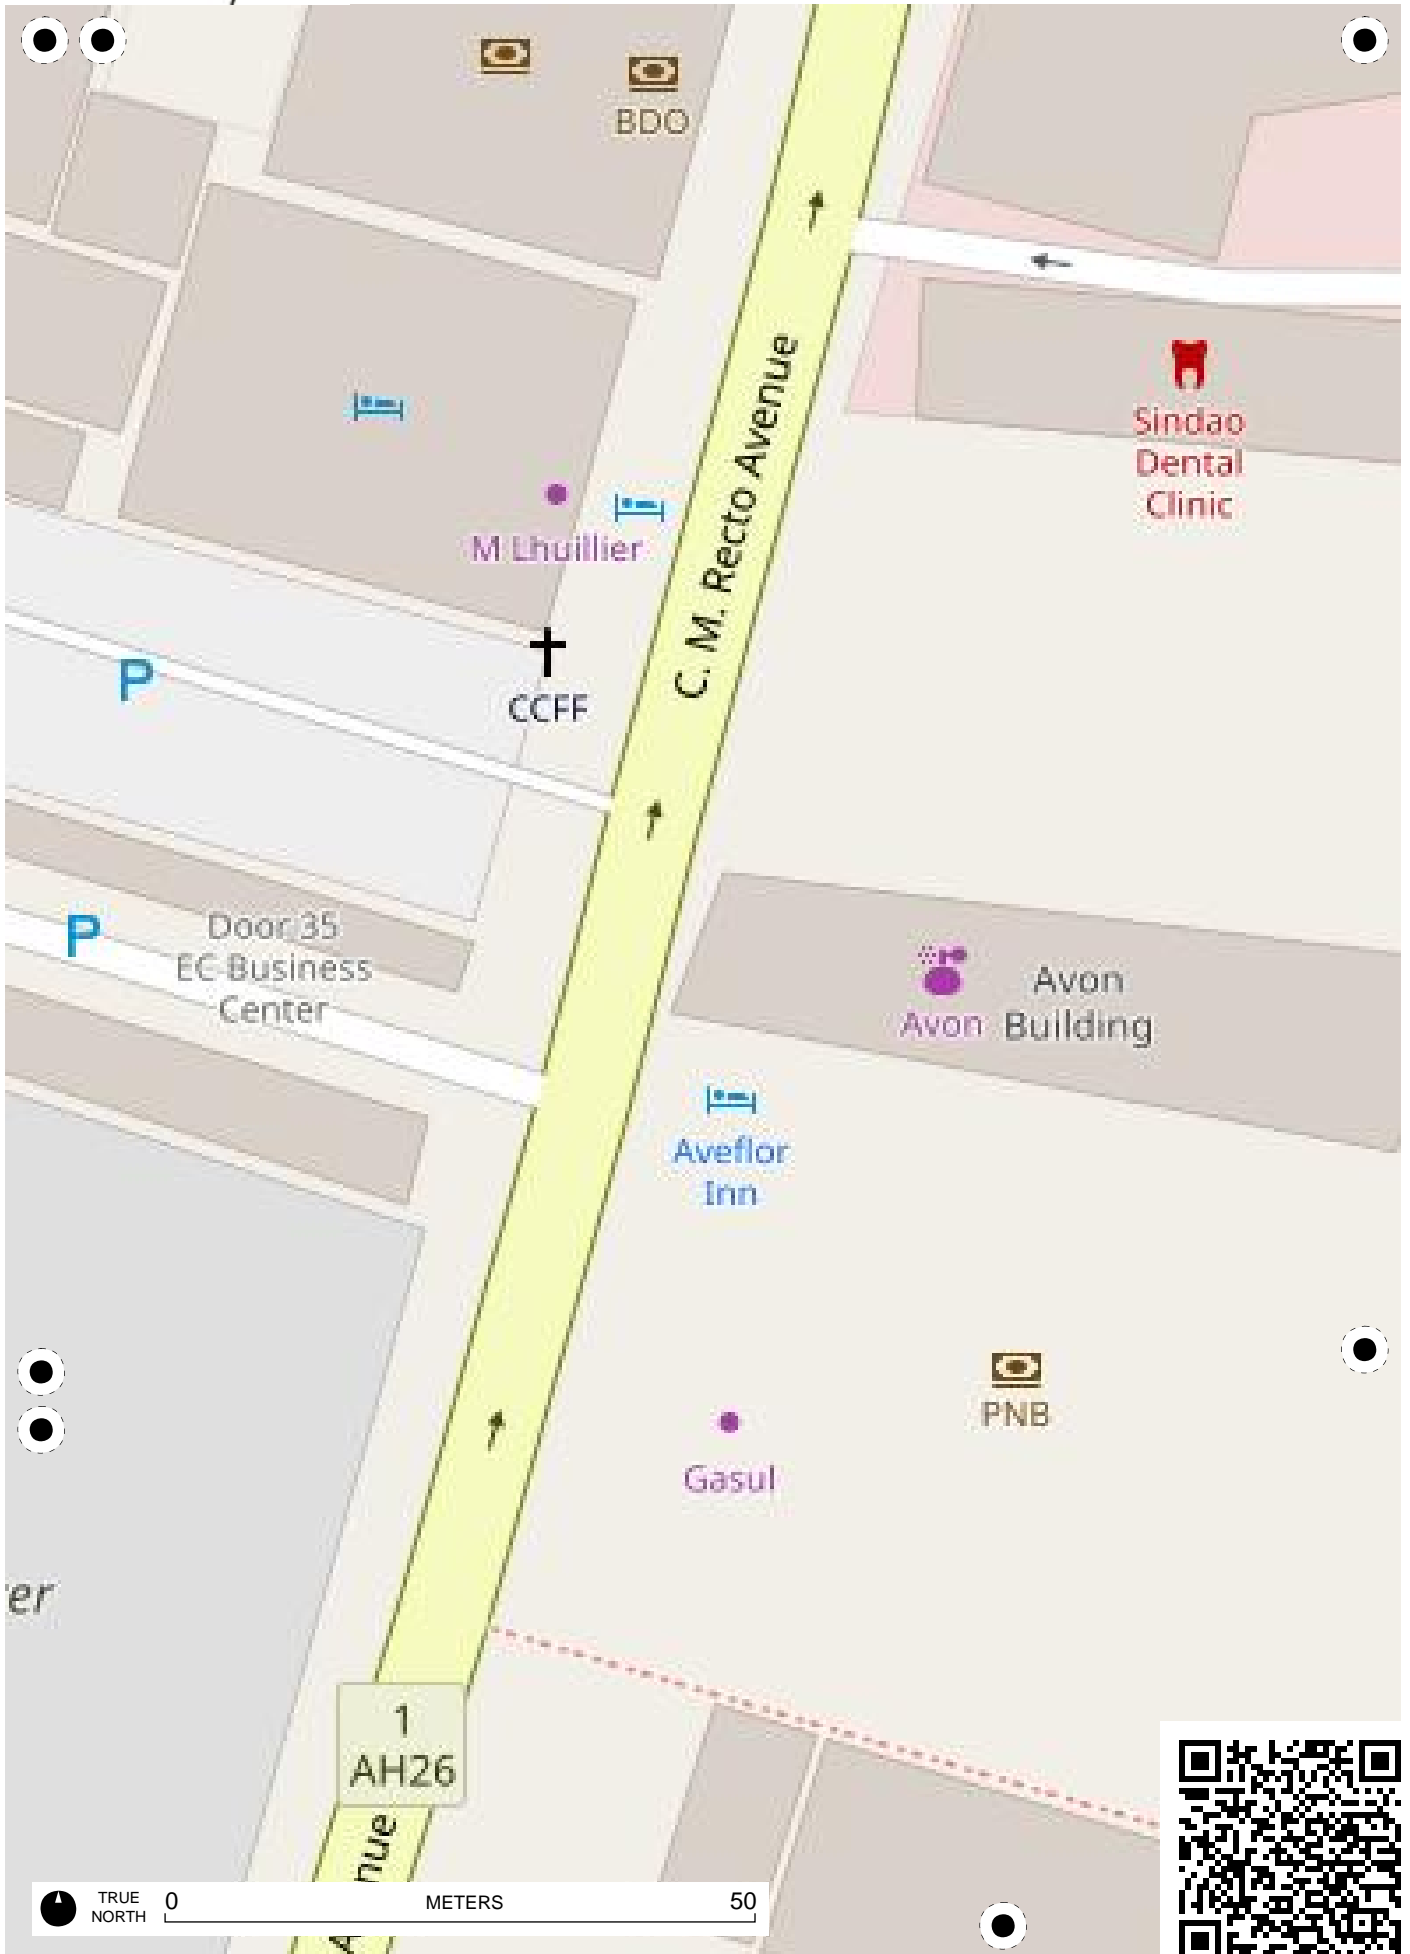 BDO
C. M. Recto Avenue
Sindao
Dental
Clinic
M Lhuillier
P
CCFF
P
Door 35
EC Business
Center
Avon
Avon
Building
Aveflor
Inn
PNB
Gasul
1
AH26
TRUE
NORTH
0
METERS
50